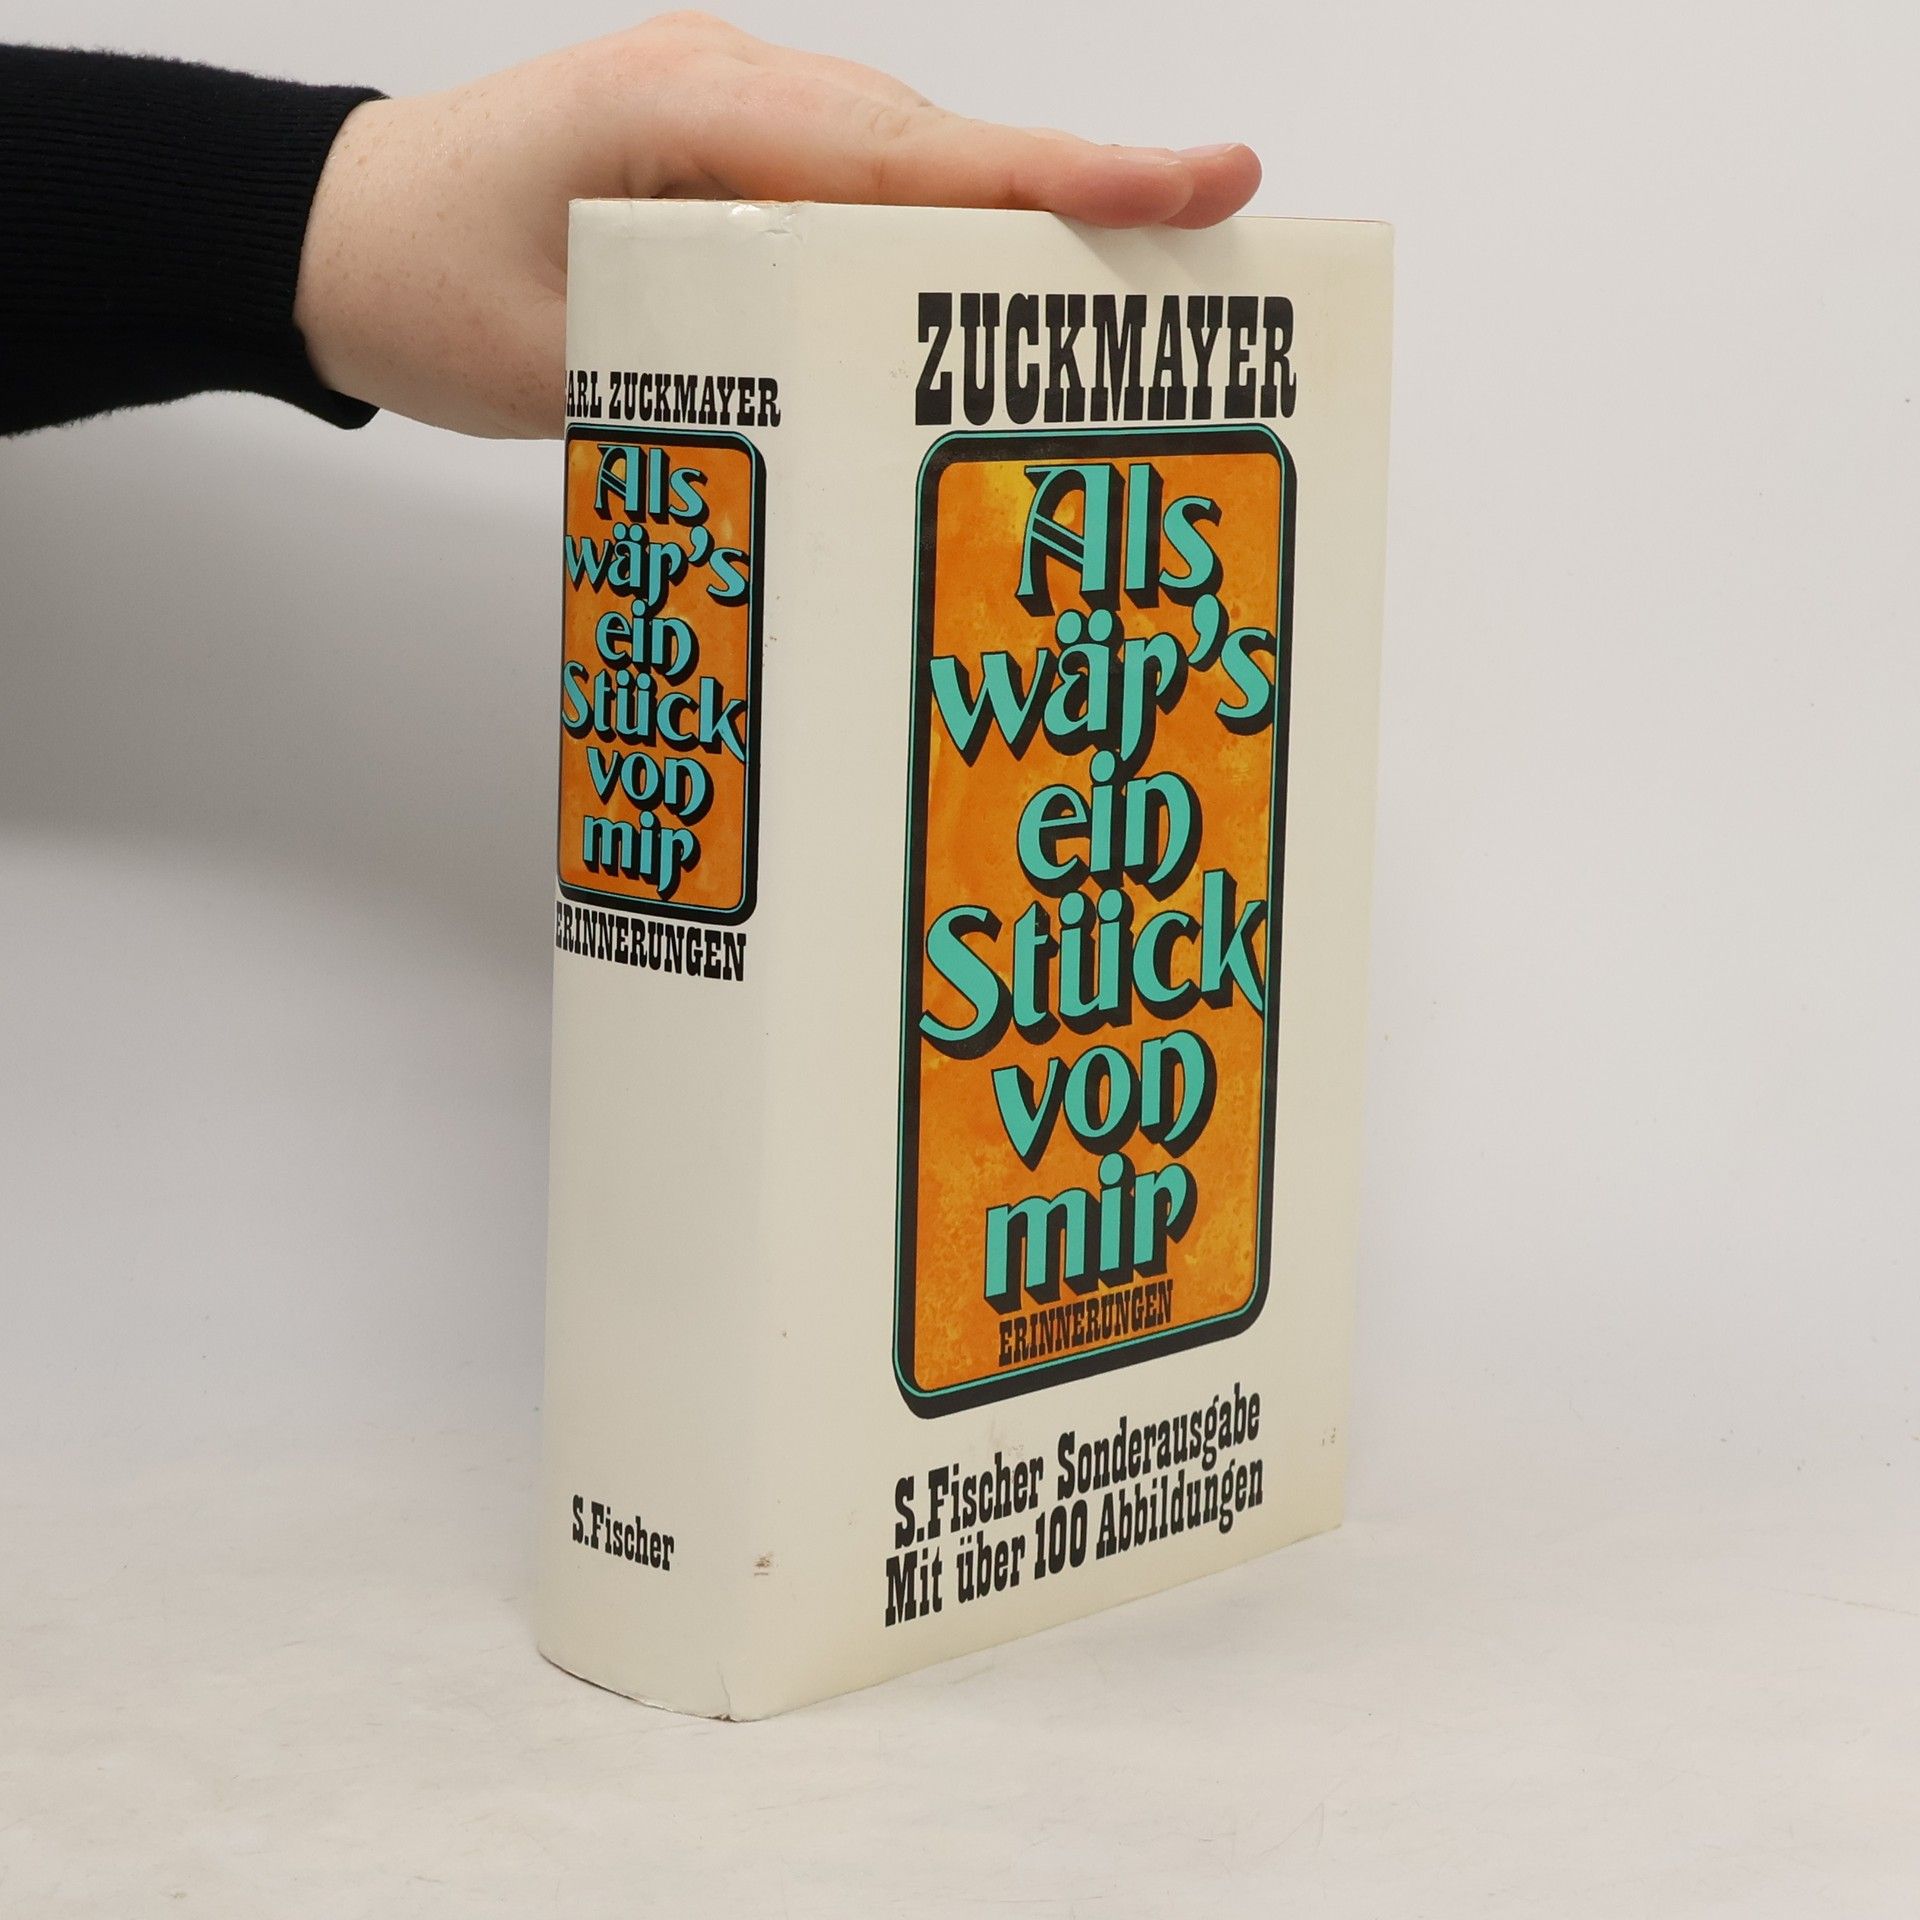 ARL ZUCKMAYER
Als
wär's
ein
Stück
von
mir
ERINNERUNGEN
S.Fischer
ZUCKMAYER
Als
wär's
ein
Stück
von
mir
ERINNERUNGEN
S.Fischer Sonderausgabe
Mit über 100 Abbildungen